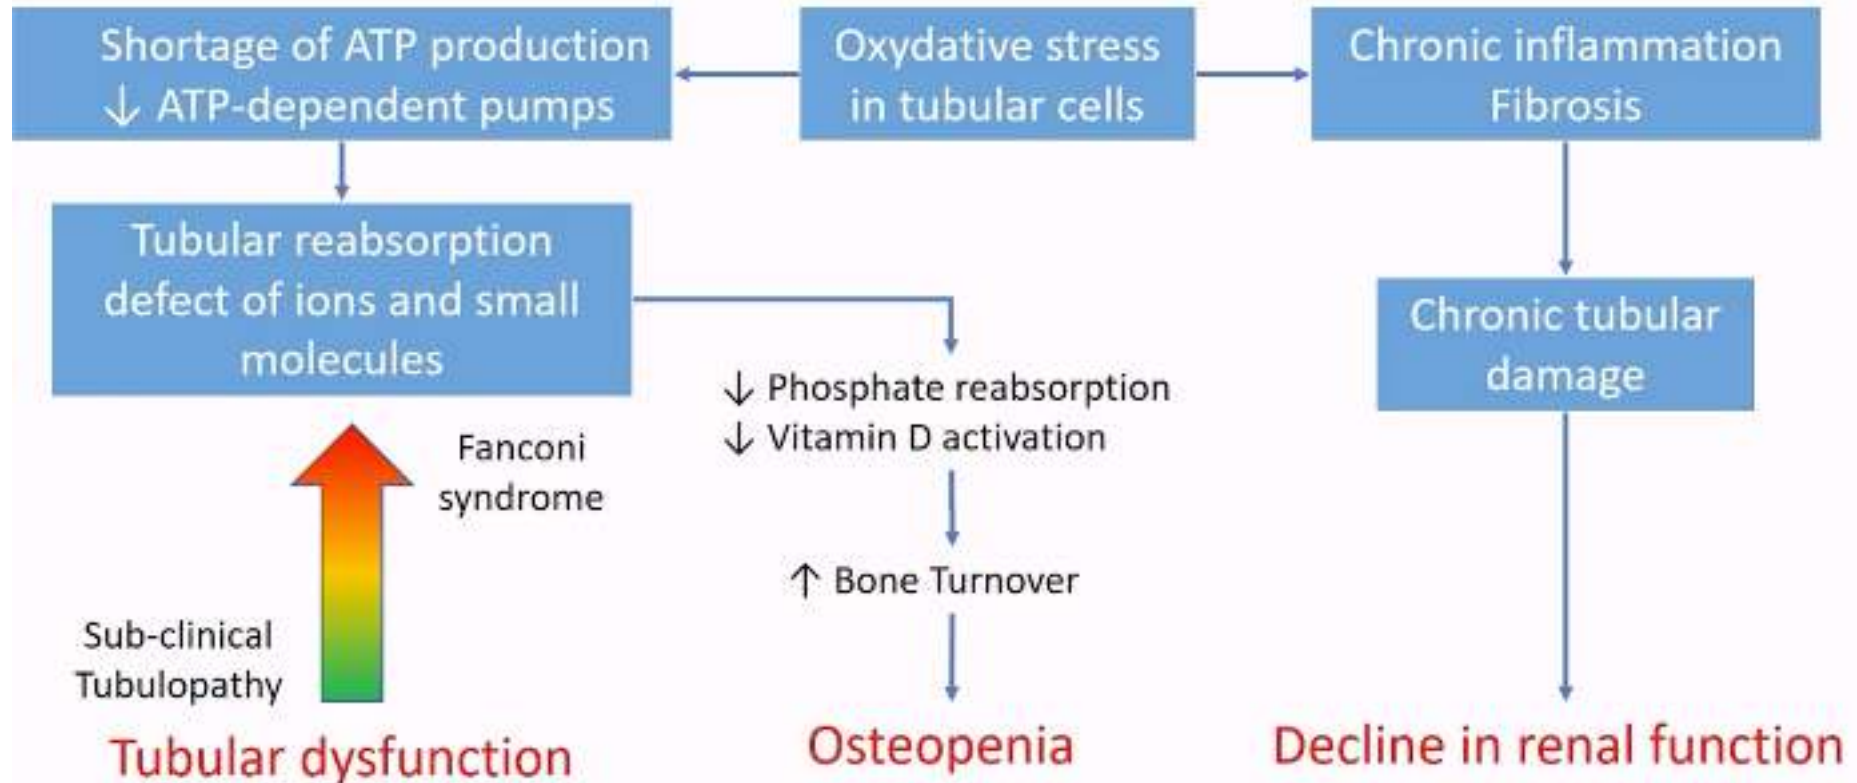 Shortage of ATP production
↓ ATP-dependent pumps
Oxydative stress
in tubular cells
Chronic inflammation
Fibrosis
Tubular reabsorption
defect of ions and small
molecules
Chronic tubular
damage
↓ Phosphate reabsorption
↓ Vitamin D activation
Fanconi
syndrome
↑ Bone Turnover
Sub-clinical
Tubulopathy
Tubular dysfunction
Osteopenia
Decline in renal function